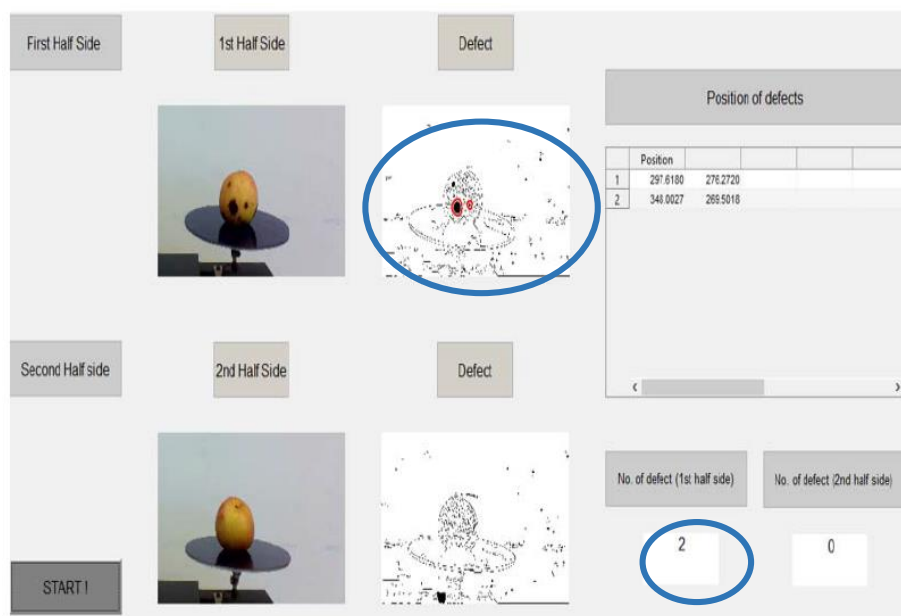 First Half Side
1st Half Side
Defect
Position of defects
Position
1 297.6180 276.2720
2 348.0027 269.5018
Second Half side
2nd Half Side
Defect
No. of defect (1st half side)
No. of defect (2nd half side)
2
0
START !